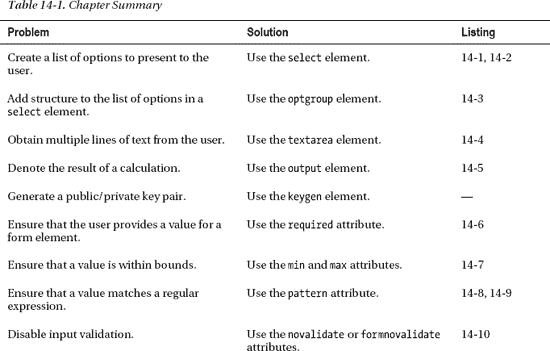 Table 14-1. Chapter Summary
Problem Solution Listing
Create a list of options to present to the user. Use the select element. 14-1, 14-2
Add structure to the list of options in a select element. Use the optgroup element. 14-3
Obtain multiple lines of text from the user. Use the textarea element. 14-4
Denote the result of a calculation. Use the output element. 14-5
Generate a public/private key pair. Use the keygen element. —
Ensure that the user provides a value for a form element. Use the required attribute. 14-6
Ensure that a value is within bounds. Use the min and max attributes. 14-7
Ensure that a value matches a regular expression. Use the pattern attribute. 14-8, 14-9
Disable input validation. Use the novalidate or formnovalidate attributes. 14-10